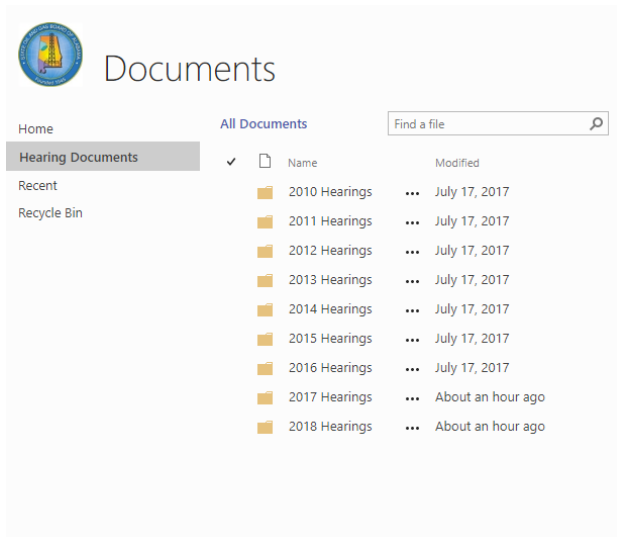 Documents
Home
Hearing Documents
Recent
Recycle Bin
All Documents
Find a file
Name Modified
2010 Hearings ... July 17, 2017
2011 Hearings ... July 17, 2017
2012 Hearings ... July 17, 2017
2013 Hearings ... July 17, 2017
2014 Hearings ... July 17, 2017
2015 Hearings ... July 17, 2017
2016 Hearings ... July 17, 2017
2017 Hearings ... About an hour ago
2018 Hearings ... About an hour ago